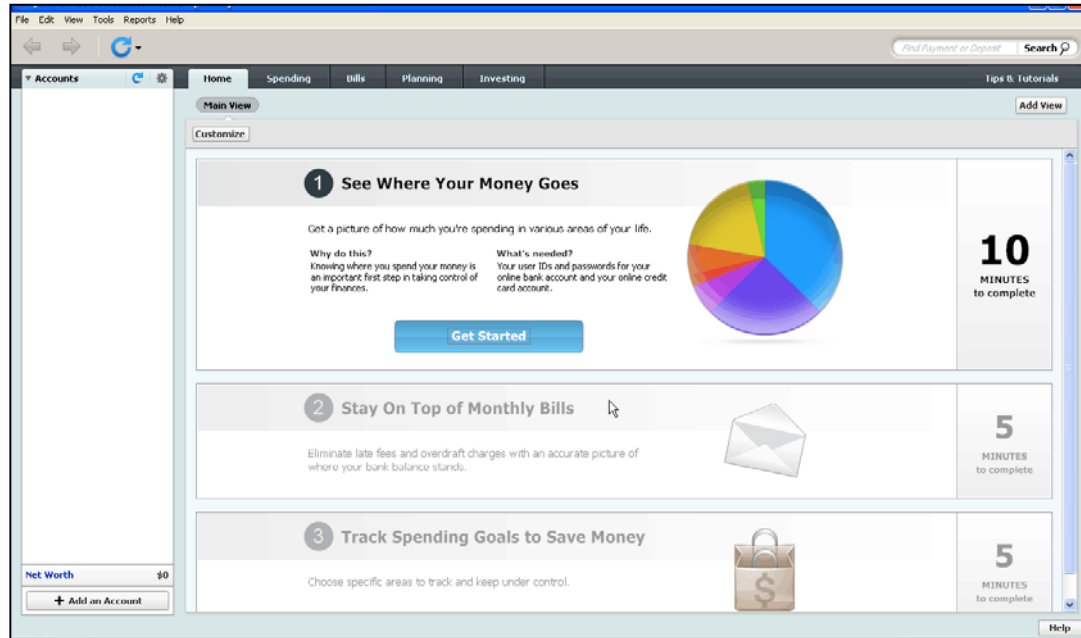 File Edit View Tools Reports Help
Find Payment or Deposit Search
Accounts
Home Spending Bills Planning Investing Tips & Tutorials
Main View Add View
Customize
1 See Where Your Money Goes
Get a picture of how much you're spending in various areas of your life.
Why do this?
Knowing where you spend your money is
an important first step in taking control of
your finances.
What's needed?
Your user IDs and passwords for your
online bank account and your online credit
card account.
Get Started
10
MINUTES
to complete
2 Stay On Top of Monthly Bills
Eliminate late fees and overdraft charges with an accurate picture of
where your bank balance stands.
5
MINUTES
to complete
3 Track Spending Goals to Save Money
Choose specific areas to track and keep under control.
$
5
MINUTES
to complete
Net Worth $0
+ Add an Account
Help